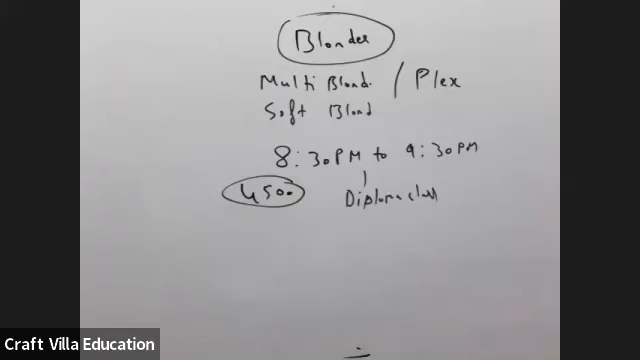 Blonder
Multi Blond / Plex
Soft Blond
8:30PM to 9:30PM
4500
Diploma class
Craft Villa Education